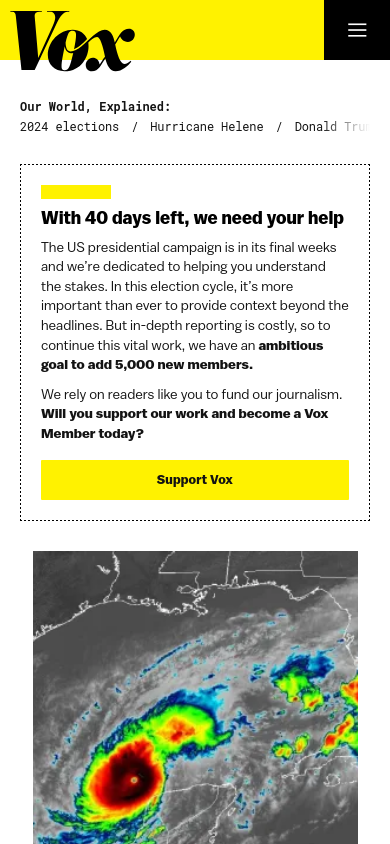 Vox
Our World, Explained:
2024 elections / Hurricane Helene / Donald Trum
With 40 days left, we need your help
The US presidential campaign is in its final weeks
and we’re dedicated to helping you understand
the stakes. In this election cycle, it’s more
important than ever to provide context beyond the
headlines. But in-depth reporting is costly, so to
continue this vital work, we have an ambitious
goal to add 5,000 new members.
We rely on readers like you to fund our journalism.
Will you support our work and become a Vox
Member today?
Support Vox